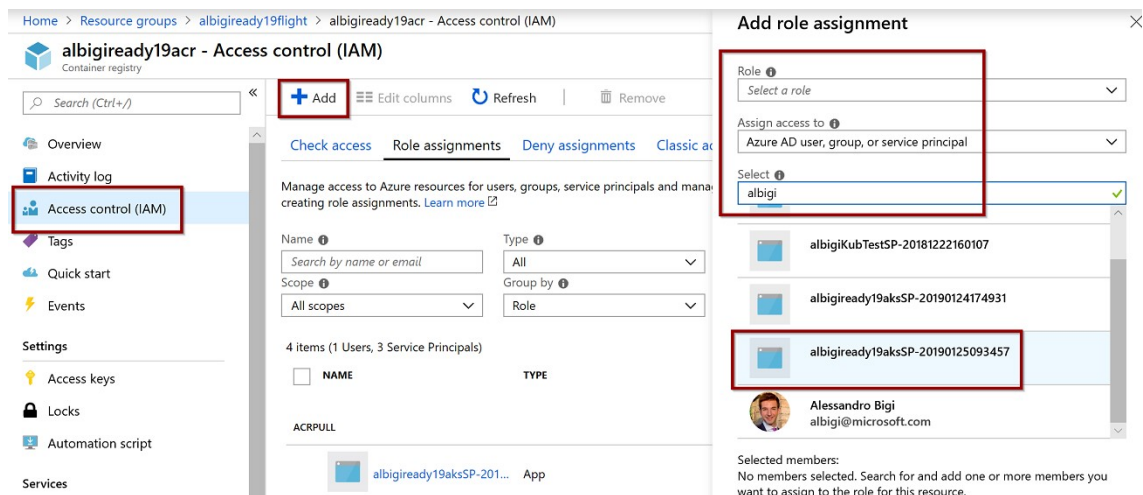 Home > Resource groups > albigiready19flight > albigiready19acr - Access control (IAM)
albigiready19acr - Access control (IAM)
Container registry
Search (Ctrl+/)
«
Overview
Activity log
Access control (IAM)
Tags
Quick start
Events
Settings
Access keys
Locks
Automation script
Services
Add
Edit columns
Refresh
Remove
Check access Role assignments Deny assignments Classic ac
Manage access to Azure resources for users, groups, service principals and mana
creating role assignments. Learn more
Name
Type
Search by name or email
All
Scope
Group by
All scopes
Role
4 items (1 Users, 3 Service Principals)
NAME
TYPE
ACRPULL
albigiready19aksSP-201... App
Add role assignment
Role
Select a role
Assign access to
Azure AD user, group, or service principal
Select
albigi
albigiKubTestSP-20181222160107
albigiready19aksSP-20190124174931
albigiready19aksSP-20190125093457
Alessandro Bigi
albigi@microsoft.com
Selected members:
No members selected. Search for and add one or more members you
want to assign to the role for this resource.